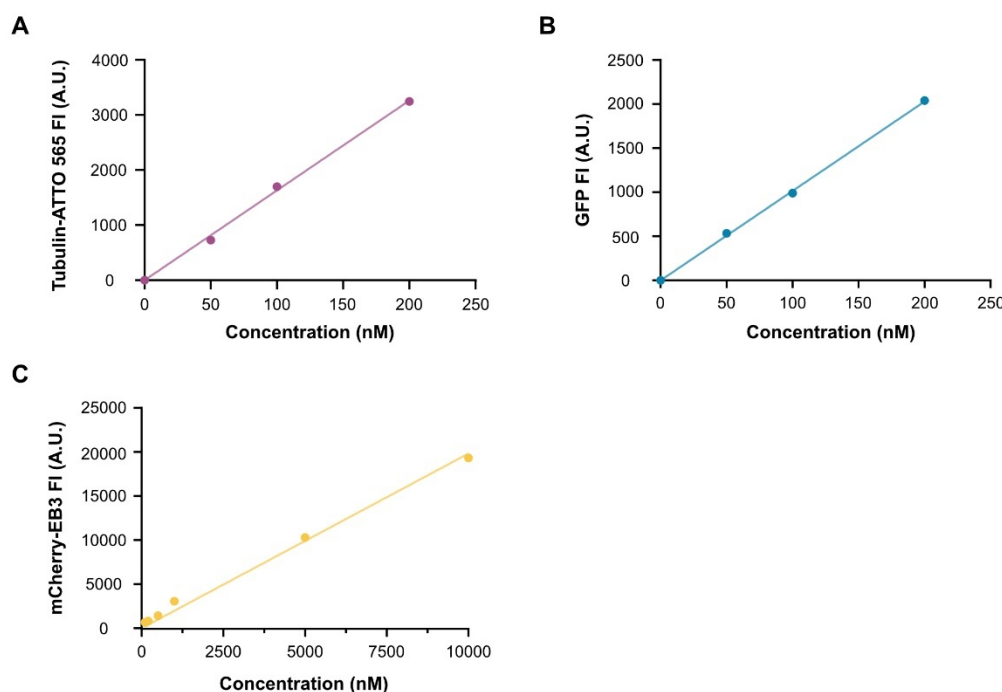 A
Tubulin-ATTO 565 FI (A.U.)
4000
3000
2000
1000
0
0 50 100 150 200 250
Concentration (nM)
B
GFP FI (A.U.)
2500
2000
1500
1000
500
0
0 50 100 150 200 250
Concentration (nM)
C
mCherry-EB3 FI (A.U.)
25000
20000
15000
10000
5000
0
0 2500 5000 7500 10000
Concentration (nM)